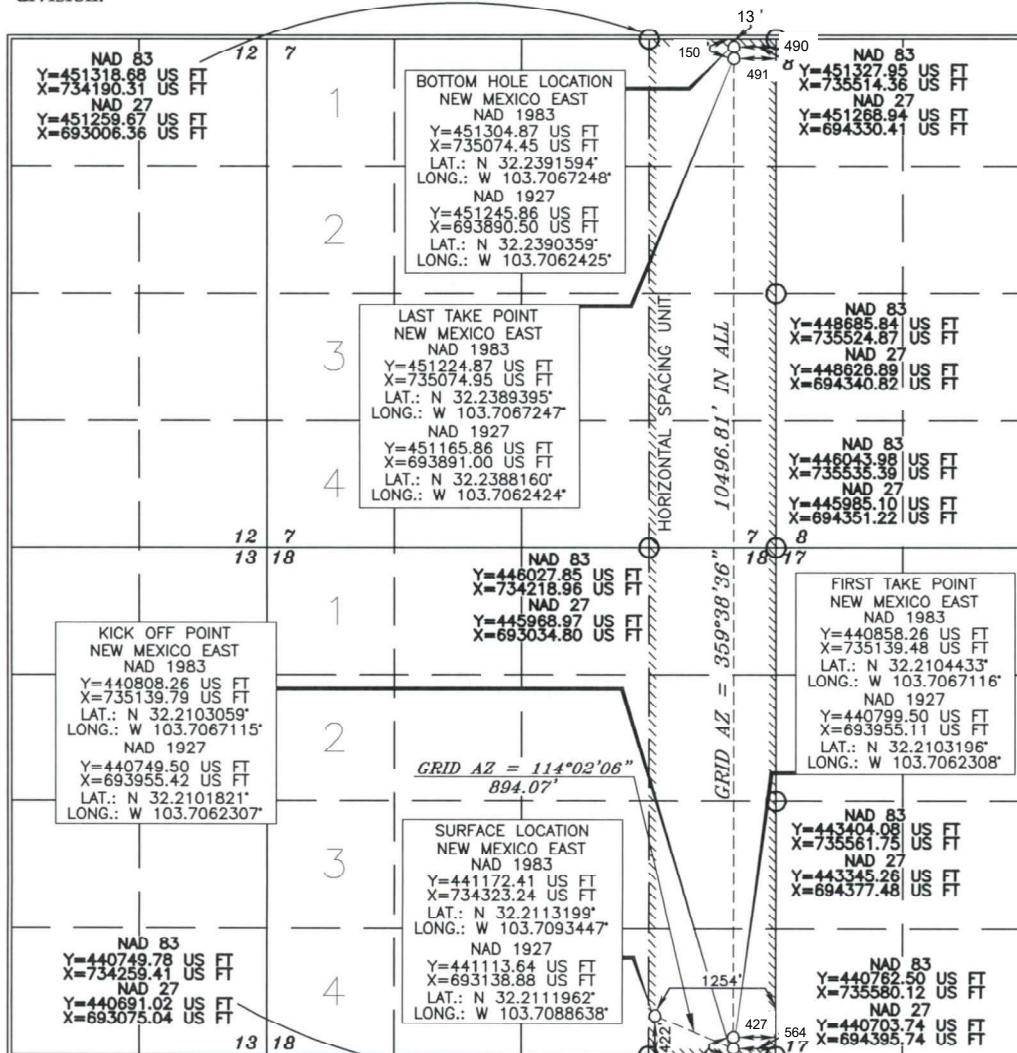 13 '
12 7
150
490
491
8
NAD 83
Y=451318.68 US FT
X=734190.31 US FT
NAD 27
Y=451259.67 US FT
X=693006.36 US FT
1
BOTTOM HOLE LOCATION
NEW MEXICO EAST
NAD 1983
Y=451304.87 US FT
X=735074.45 US FT
LAT.: N 32.2391594°
LONG.: W 103.7067248°
NAD 1927
Y=451245.86 US FT
X=693890.50 US FT
LAT.: N 32.2390359°
LONG.: W 103.7062425°
NAD 83
Y=451327.95 US FT
X=735514.36 US FT
NAD 27
Y=451268.94 US FT
X=694330.41 US FT
2
3
LAST TAKE POINT
NEW MEXICO EAST
NAD 1983
Y=451224.87 US FT
X=735074.95 US FT
LAT.: N 32.2389395°
LONG.: W 103.7067247°
NAD 1927
Y=451165.86 US FT
X=693891.00 US FT
LAT.: N 32.2388160°
LONG.: W 103.7062424°
HORIZONTAL SPACING UNIT
GRID AZ = 359°38'36" 10496.81' IN ALL
NAD 83
Y=448685.84 US FT
X=735524.87 US FT
NAD 27
Y=448626.89 US FT
X=694340.82 US FT
4
NAD 83
Y=446043.98 US FT
X=735535.39 US FT
NAD 27
Y=445985.10 US FT
X=694351.22 US FT
12 7
13 18
7 8
18 17
NAD 83
Y=446027.85 US FT
X=734218.96 US FT
NAD 27
Y=445968.97 US FT
X=693034.80 US FT
1
KICK OFF POINT
NEW MEXICO EAST
NAD 1983
Y=440808.26 US FT
X=735139.79 US FT
LAT.: N 32.2103059°
LONG.: W 103.7067115°
NAD 1927
Y=440749.50 US FT
X=693955.42 US FT
LAT.: N 32.2101821°
LONG.: W 103.7062307°
FIRST TAKE POINT
NEW MEXICO EAST
NAD 1983
Y=440858.26 US FT
X=735139.48 US FT
LAT.: N 32.2104433°
LONG.: W 103.7067116°
NAD 1927
Y=440799.50 US FT
X=693955.11 US FT
LAT.: N 32.2103196°
LONG.: W 103.7062308°
2
GRID AZ = 114°02'06"
894.07'
3
SURFACE LOCATION
NEW MEXICO EAST
NAD 1983
Y=441172.41 US FT
X=734323.24 US FT
LAT.: N 32.2113199°
LONG.: W 103.7093447°
NAD 1927
Y=441113.64 US FT
X=693138.88 US FT
LAT.: N 32.2111962°
LONG.: W 103.7088638°
NAD 83
Y=443404.08 US FT
X=735561.75 US FT
NAD 27
Y=443345.26 US FT
X=694377.48 US FT
NAD 83
Y=440749.78 US FT
X=734259.41 US FT
NAD 27
Y=440691.02 US FT
X=693075.04 US FT
4
1254'
422'
427
564
NAD 83
Y=440762.50 US FT
X=735580.12 US FT
NAD 27
Y=440703.74 US FT
X=694395.74 US FT
13 18
17